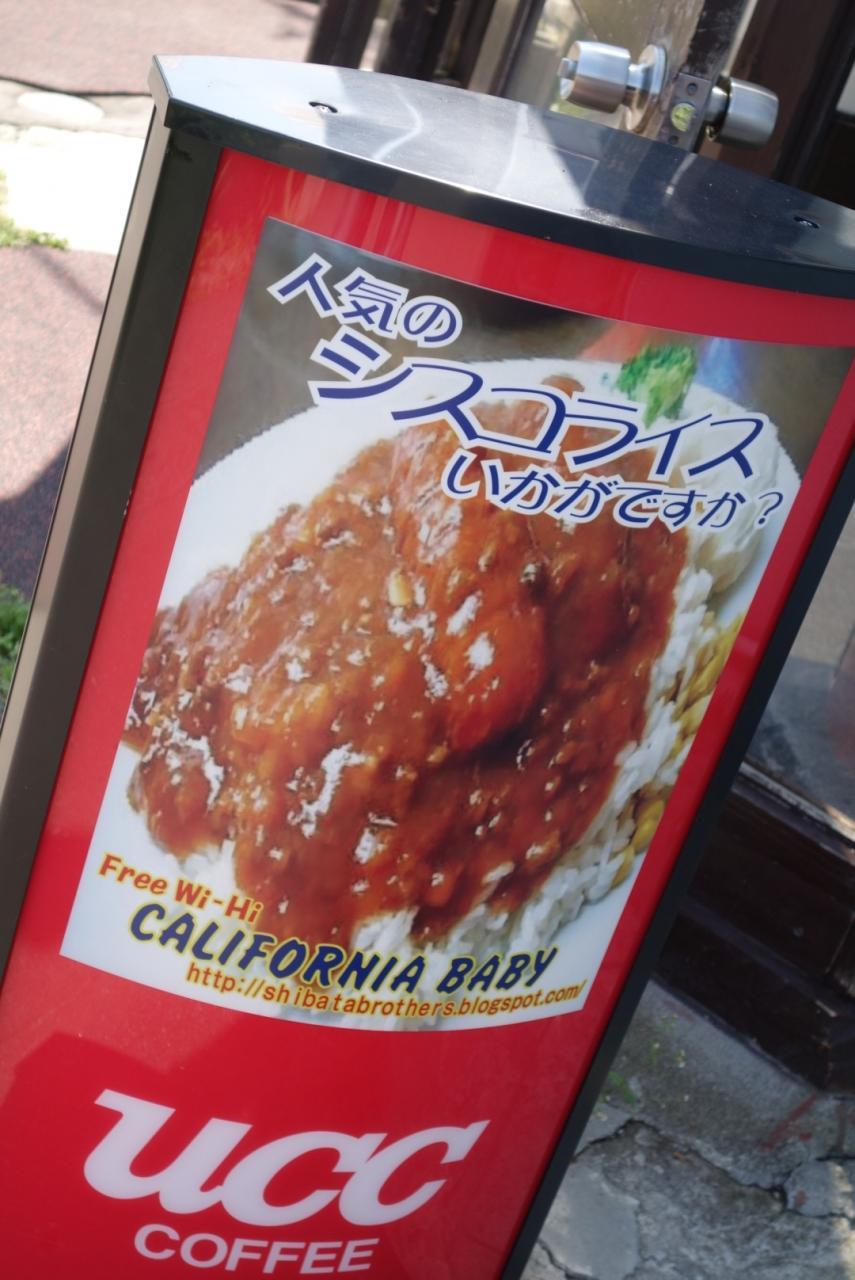 人気の
シスコライス
いかがですか？
Free Wi-Hi
CALIFORNIA BABY
http://shibatabrothers.blogspot.com/
UCC
COFFEE